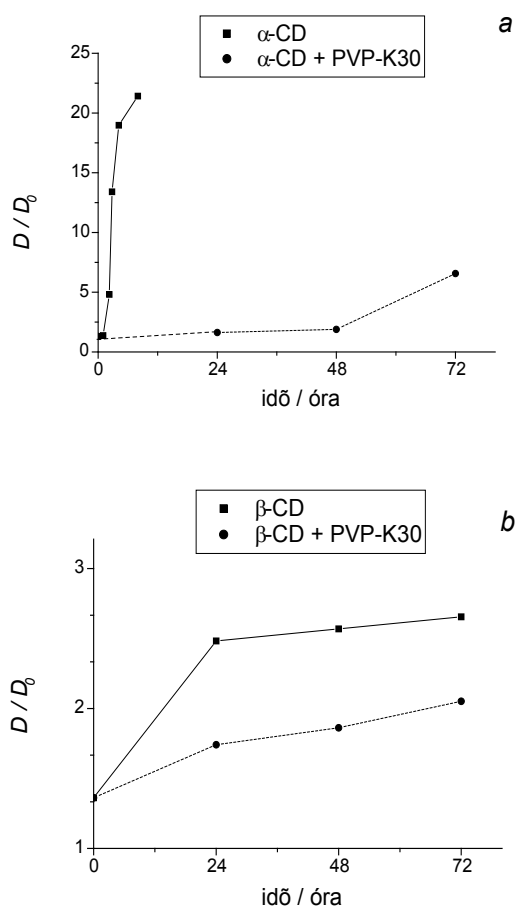 a
■ α-CD
● α-CD + PVP-K30
25
20
15
10
5
0
D / D₀
0 24 48 72
idõ / óra
b
■ β-CD
● β-CD + PVP-K30
3
2
1
D / D₀
0 24 48 72
idõ / óra